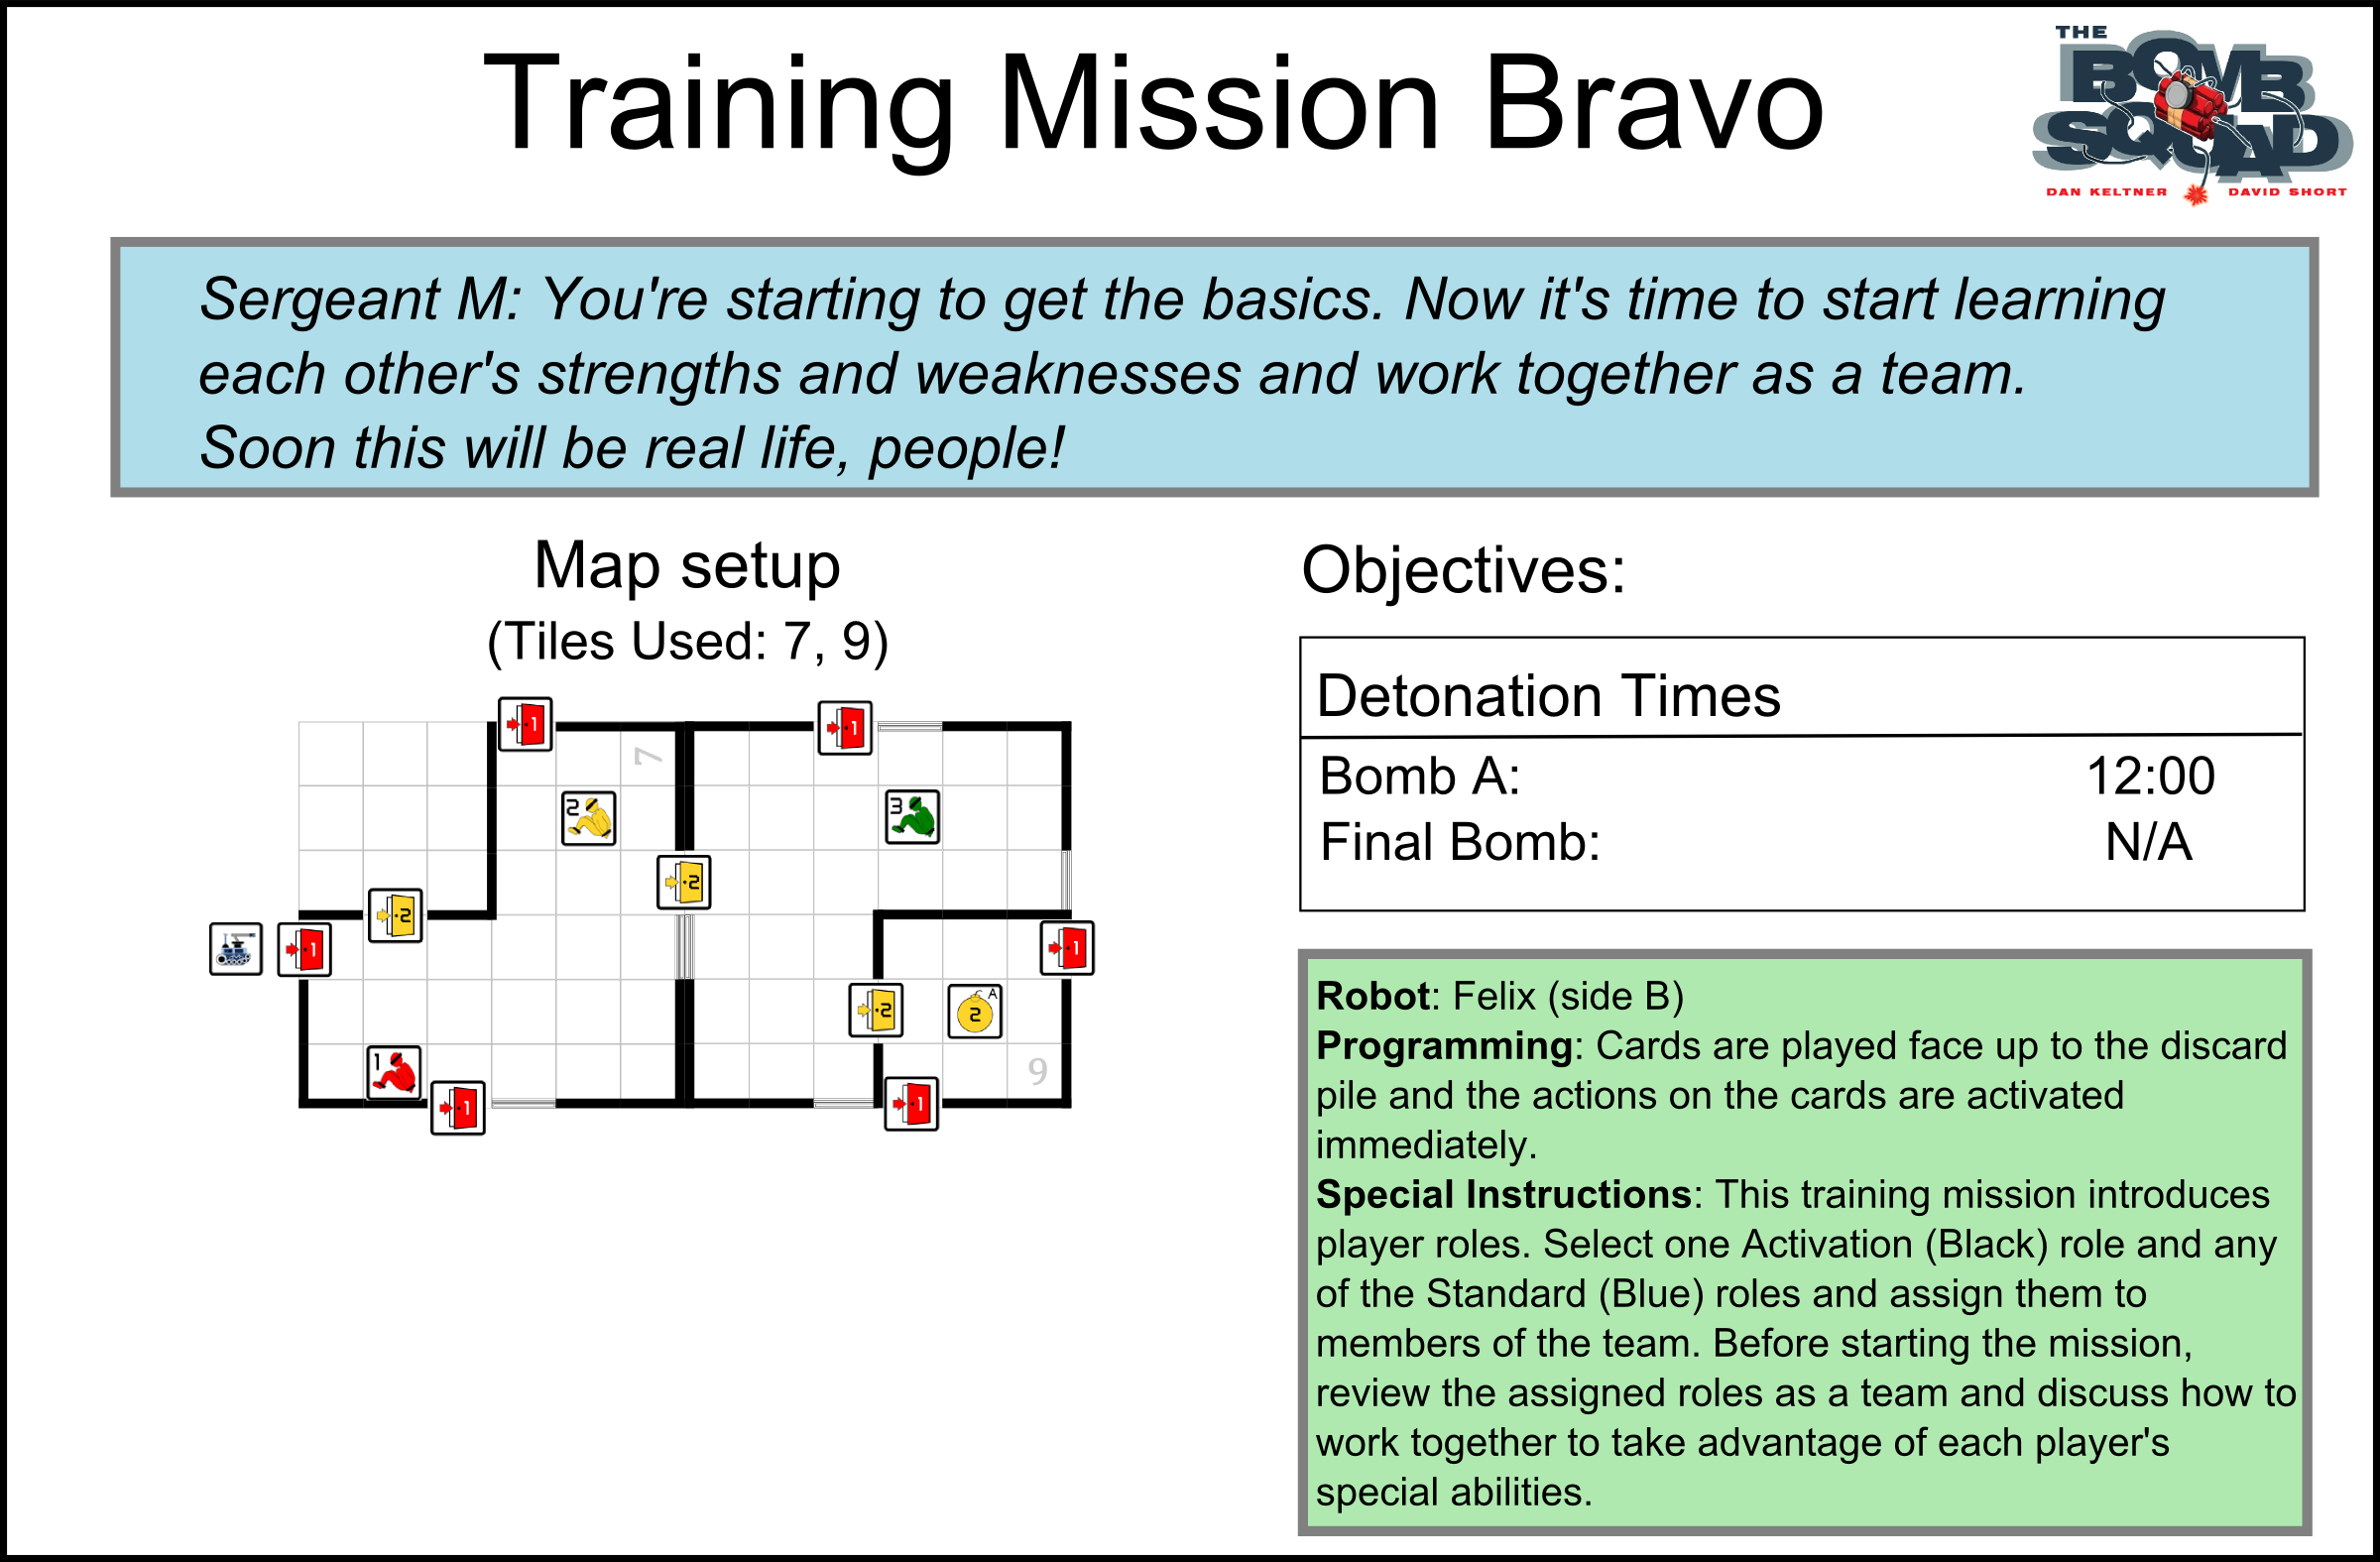 Training Mission Bravo
THE
BOMB
SQUAD
DAN KELTNER DAVID SHORT
Sergeant M: You're starting to get the basics. Now it's time to start learning
each other's strengths and weaknesses and work together as a team.
Soon this will be real life, people!
Map setup
(Tiles Used: 7, 9)
1
1
7
2
3
2
2
1
1
2
A
2
1
9
1
1
Objectives:
Detonation Times
Bomb A: 12:00
Final Bomb: N/A
Robot: Felix (side B)
Programming: Cards are played face up to the discard
pile and the actions on the cards are activated
immediately.
Special Instructions: This training mission introduces
player roles. Select one Activation (Black) role and any
of the Standard (Blue) roles and assign them to
members of the team. Before starting the mission,
review the assigned roles as a team and discuss how to
work together to take advantage of each player's
special abilities.